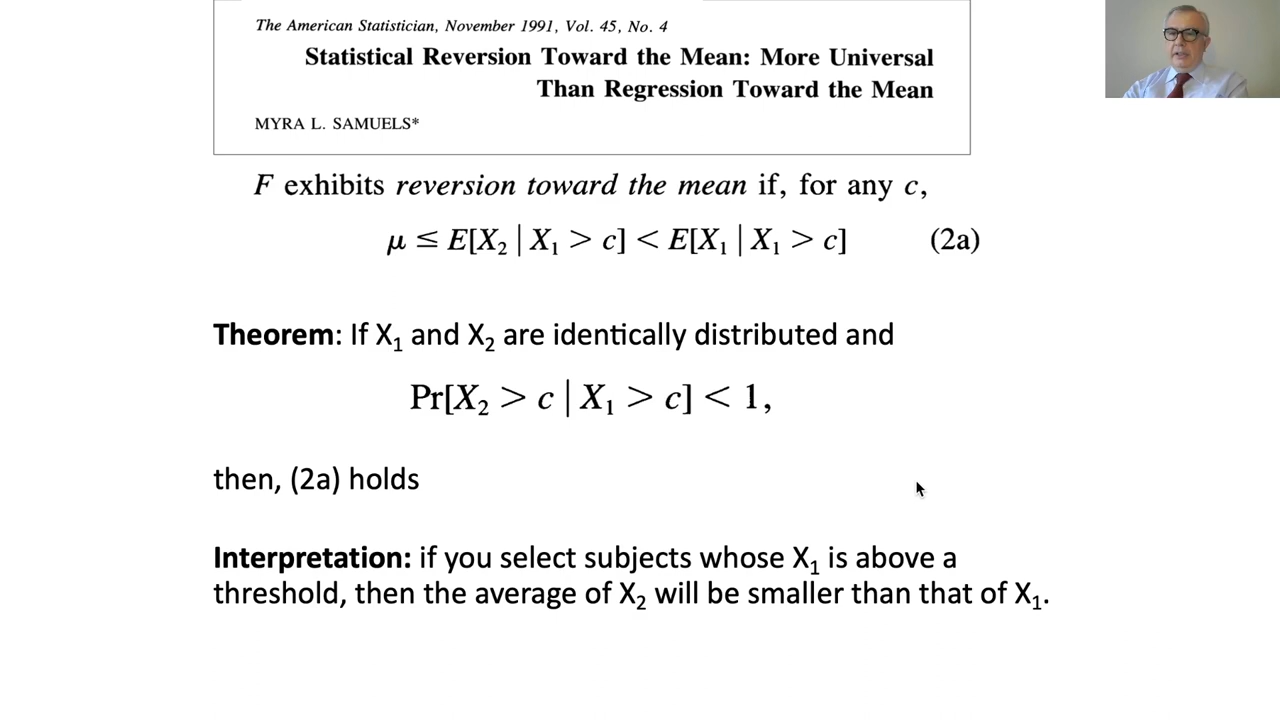 The American Statistician, November 1991, Vol. 45, No. 4
Statistical Reversion Toward the Mean: More Universal
Than Regression Toward the Mean
MYRA L. SAMUELS*
F exhibits reversion toward the mean if, for any c,
μ ≤ E[X₂ | X₁ > c] < E[X₁ | X₁ > c] (2a)
Theorem: If X₁ and X₂ are identically distributed and
Pr[X₂ > c | X₁ > c] < 1,
then, (2a) holds
Interpretation: if you select subjects whose X₁ is above a
threshold, then the average of X₂ will be smaller than that of X₁.